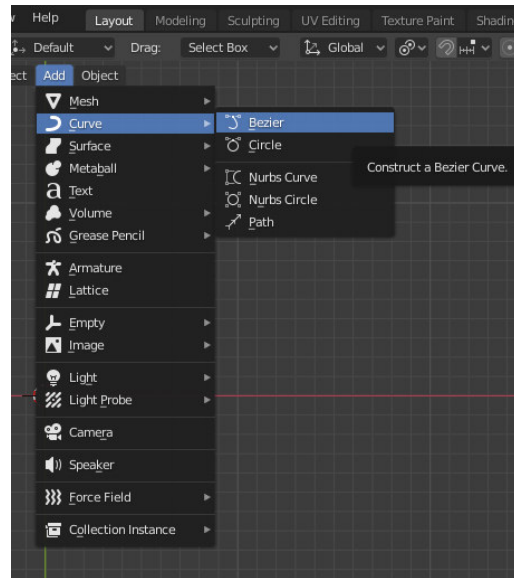 Help Layout Modeling Sculpting UV Editing Texture Paint Shadin
Default Drag: Select Box Global
ect Add Object
Mesh
Curve
Surface
Metaball
Text
Volume
Grease Pencil
Armature
Lattice
Empty
Image
Light
Light Probe
Camera
Speaker
Force Field
Collection Instance
Bezier
Circle
Nurbs Curve
Nurbs Circle
Path
Construct a Bezier Curve.